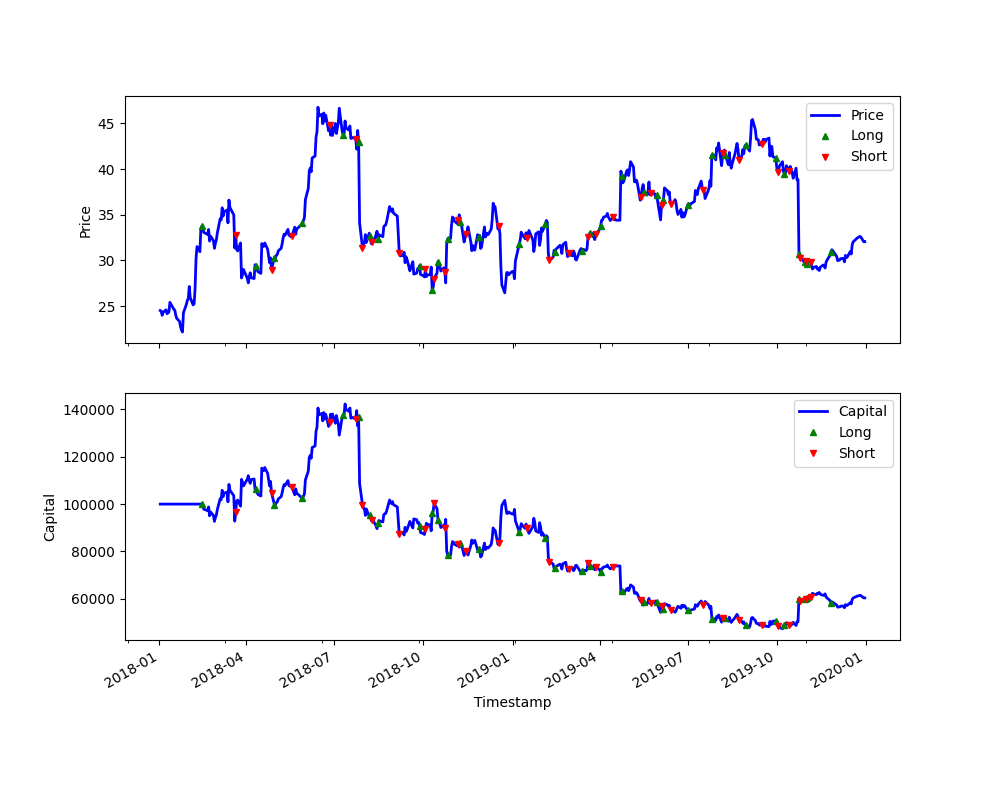 45
40
35
30
25
Price
Price
Long
Short
140000
120000
100000
80000
60000
Capital
Capital
Long
Short
2018-01
2018-04
2018-07
2018-10
2019-01
2019-04
2019-07
2019-10
2020-01
Timestamp